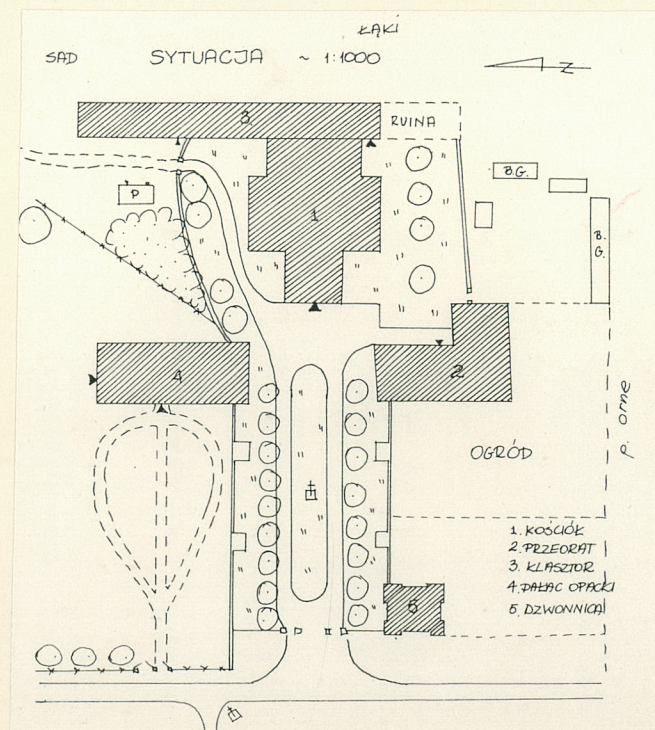 ŁĄKI
SAD
SYTUACJA ~ 1:1000
N
3
RUINA
B.G.
P
1
B.
G.
4
2
p. orne
OGRÓD
1. KOŚCIÓŁ
2. PRZEORAT
3. KLASZTOR
4. PAŁAC OPACKI
5. DZWONNICA
5